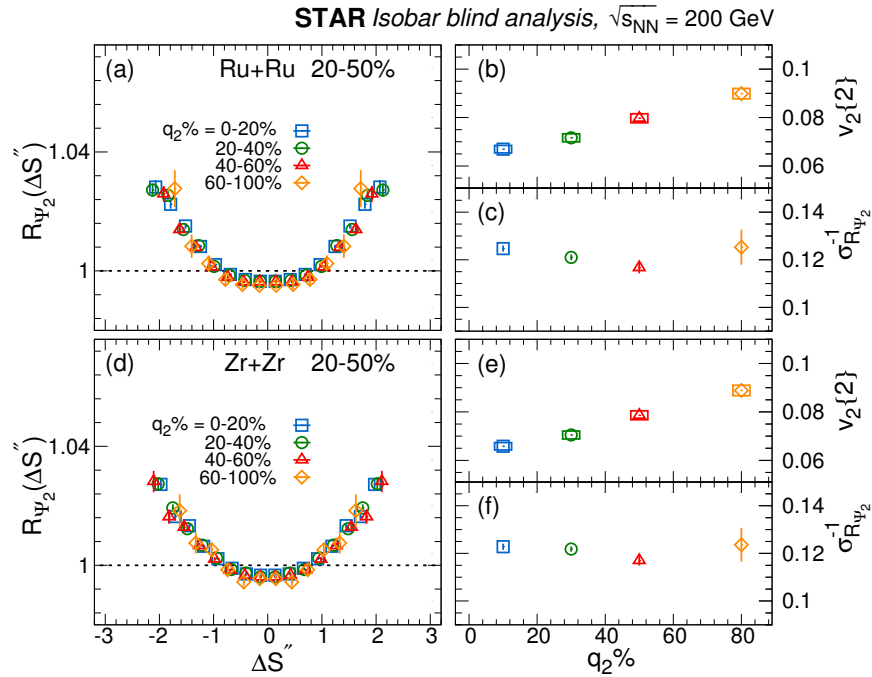 STAR Isobar blind analysis, √sNN = 200 GeV
(a) Ru+Ru 20-50%
q2% = 0-20%
20-40%
40-60%
60-100%
RΨ2(ΔS″)
1.04
1
(b)
0.1
0.08
0.06
v2{2}
(c)
0.14
0.12
0.1
σ-1RΨ2
(d) Zr+Zr 20-50%
q2% = 0-20%
20-40%
40-60%
60-100%
RΨ2(ΔS″)
1.04
1
−3 −2 −1 0 1 2 3
ΔS″
(e)
0.1
0.08
0.06
v2{2}
(f)
0.14
0.12
0.1
σ-1RΨ2
0 20 40 60 80
q2%